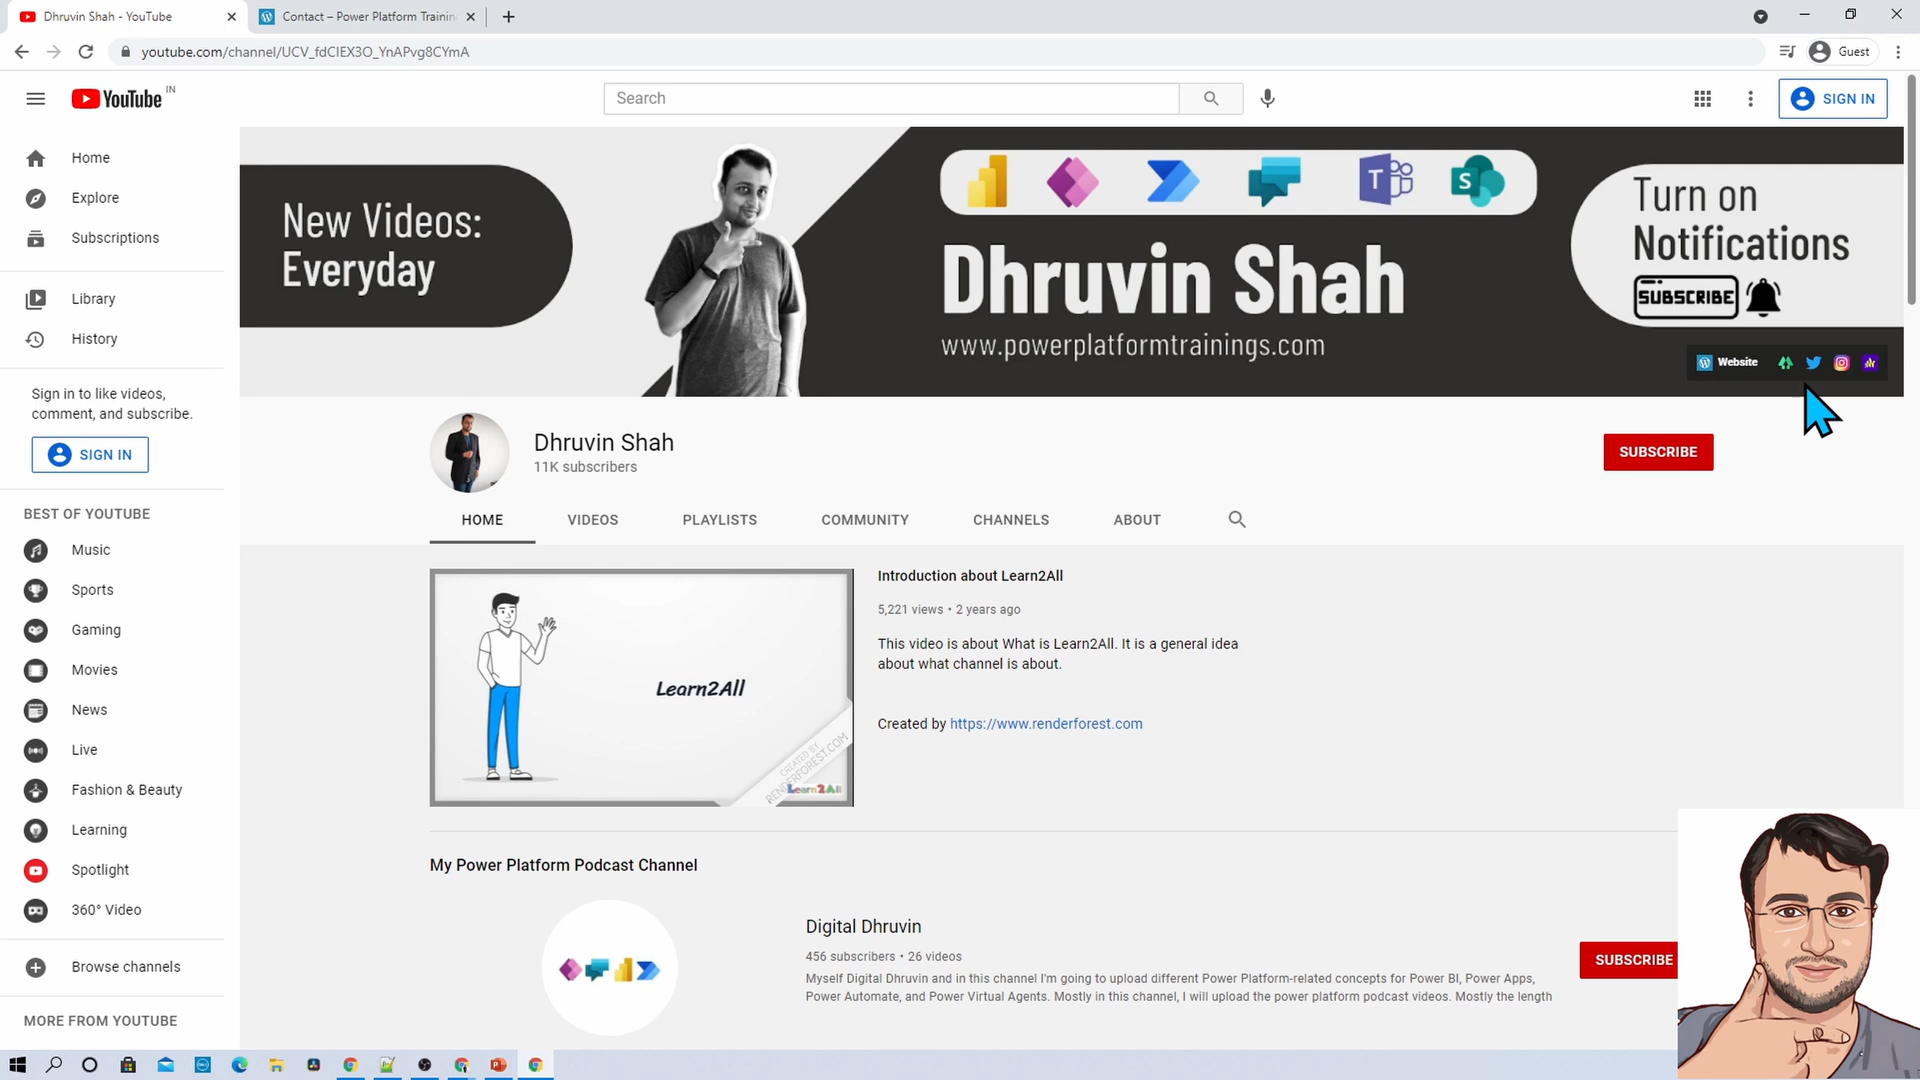 Dhruvin Shah - YouTube
Contact – Power Platform Training
youtube.com/channel/UCV_fdCIEX3O_YnAPvg8CYmA
Guest
YouTube IN
Search
SIGN IN
Home
Explore
Subscriptions
Library
History
Sign in to like videos,
comment, and subscribe.
SIGN IN
BEST OF YOUTUBE
Music
Sports
Gaming
Movies
News
Live
Fashion & Beauty
Learning
Spotlight
360° Video
Browse channels
MORE FROM YOUTUBE
New Videos:
Everyday
Dhruvin Shah
www.powerplatformtrainings.com
Turn on
Notifications
SUBSCRIBE
Website
Dhruvin Shah
11K subscribers
SUBSCRIBE
HOME
VIDEOS
PLAYLISTS
COMMUNITY
CHANNELS
ABOUT
Learn2All
CREATED BY
RENDERFOREST.COM
Learn2All
Introduction about Learn2All
5,221 views • 2 years ago
This video is about What is Learn2All. It is a general idea
about what channel is about.
Created by https://www.renderforest.com
My Power Platform Podcast Channel
Digital Dhruvin
456 subscribers • 26 videos
Myself Digital Dhruvin and in this channel I'm going to upload different Power Platform-related concepts for Power BI, Power Apps,
Power Automate, and Power Virtual Agents. Mostly in this channel, I will upload the power platform podcast videos. Mostly the length
SUBSCRIBE